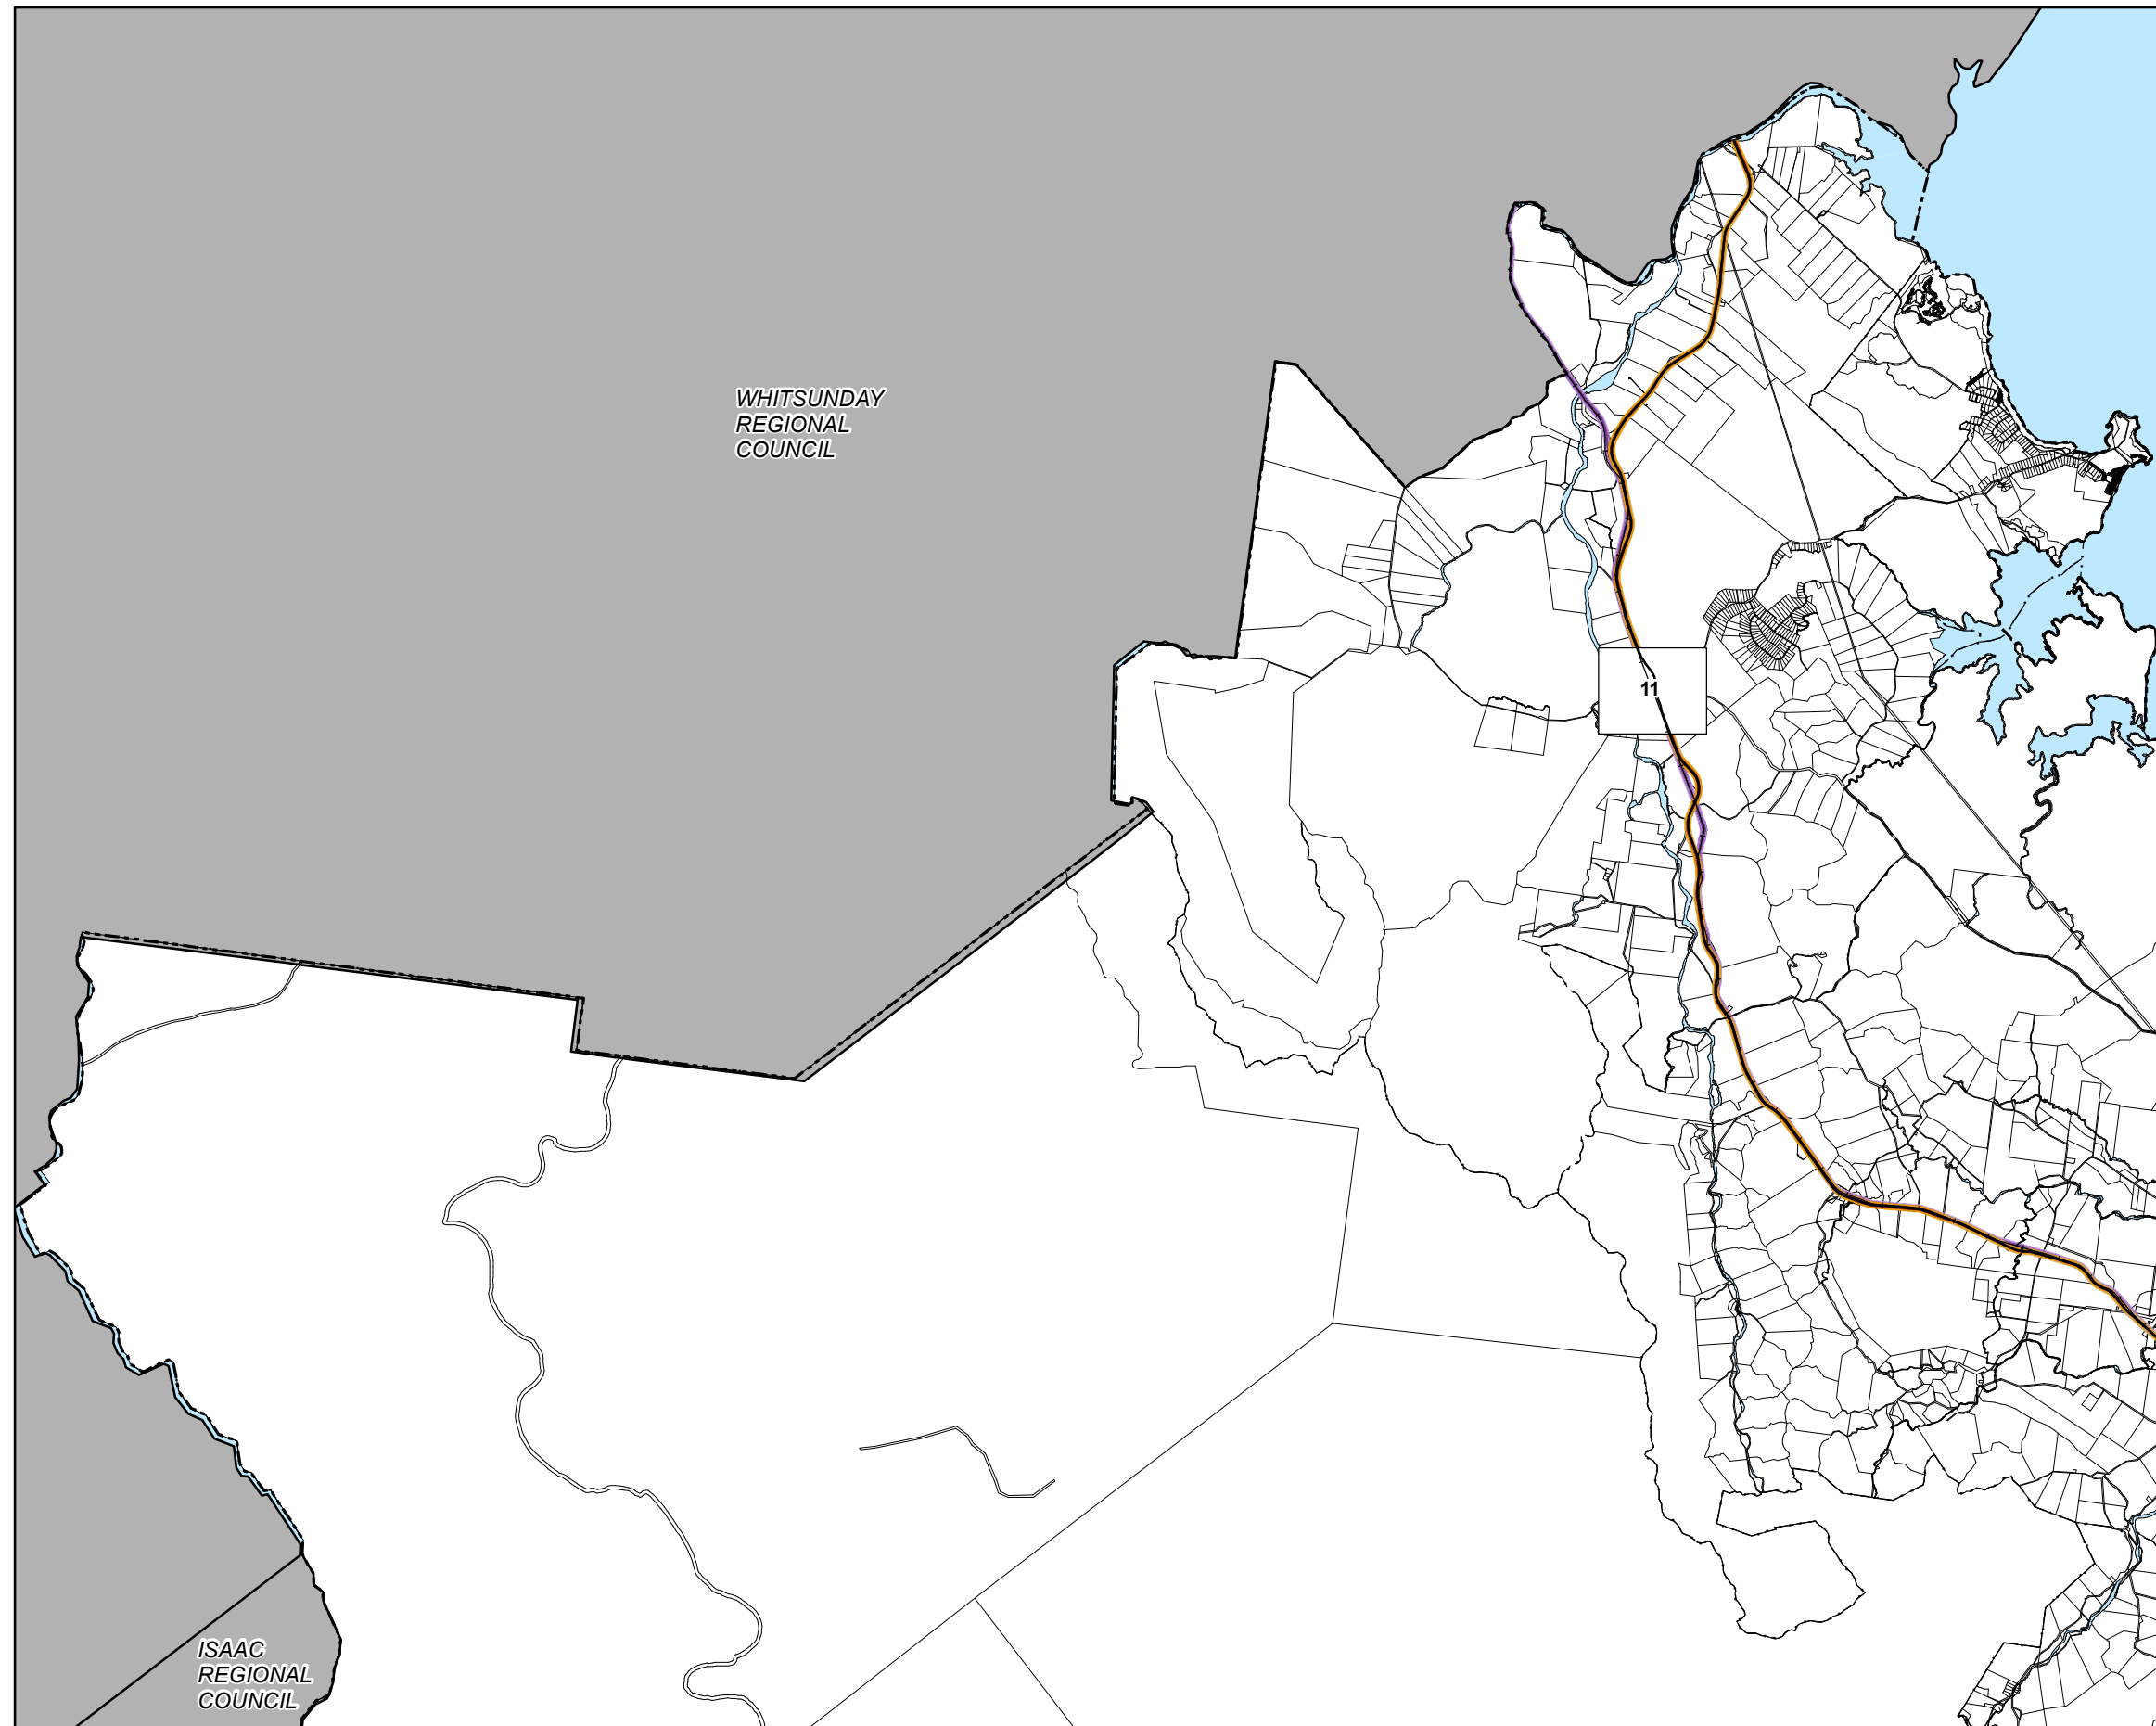 WHITSUNDAY
REGIONAL
COUNCIL
11
ISAAC
REGIONAL
COUNCIL